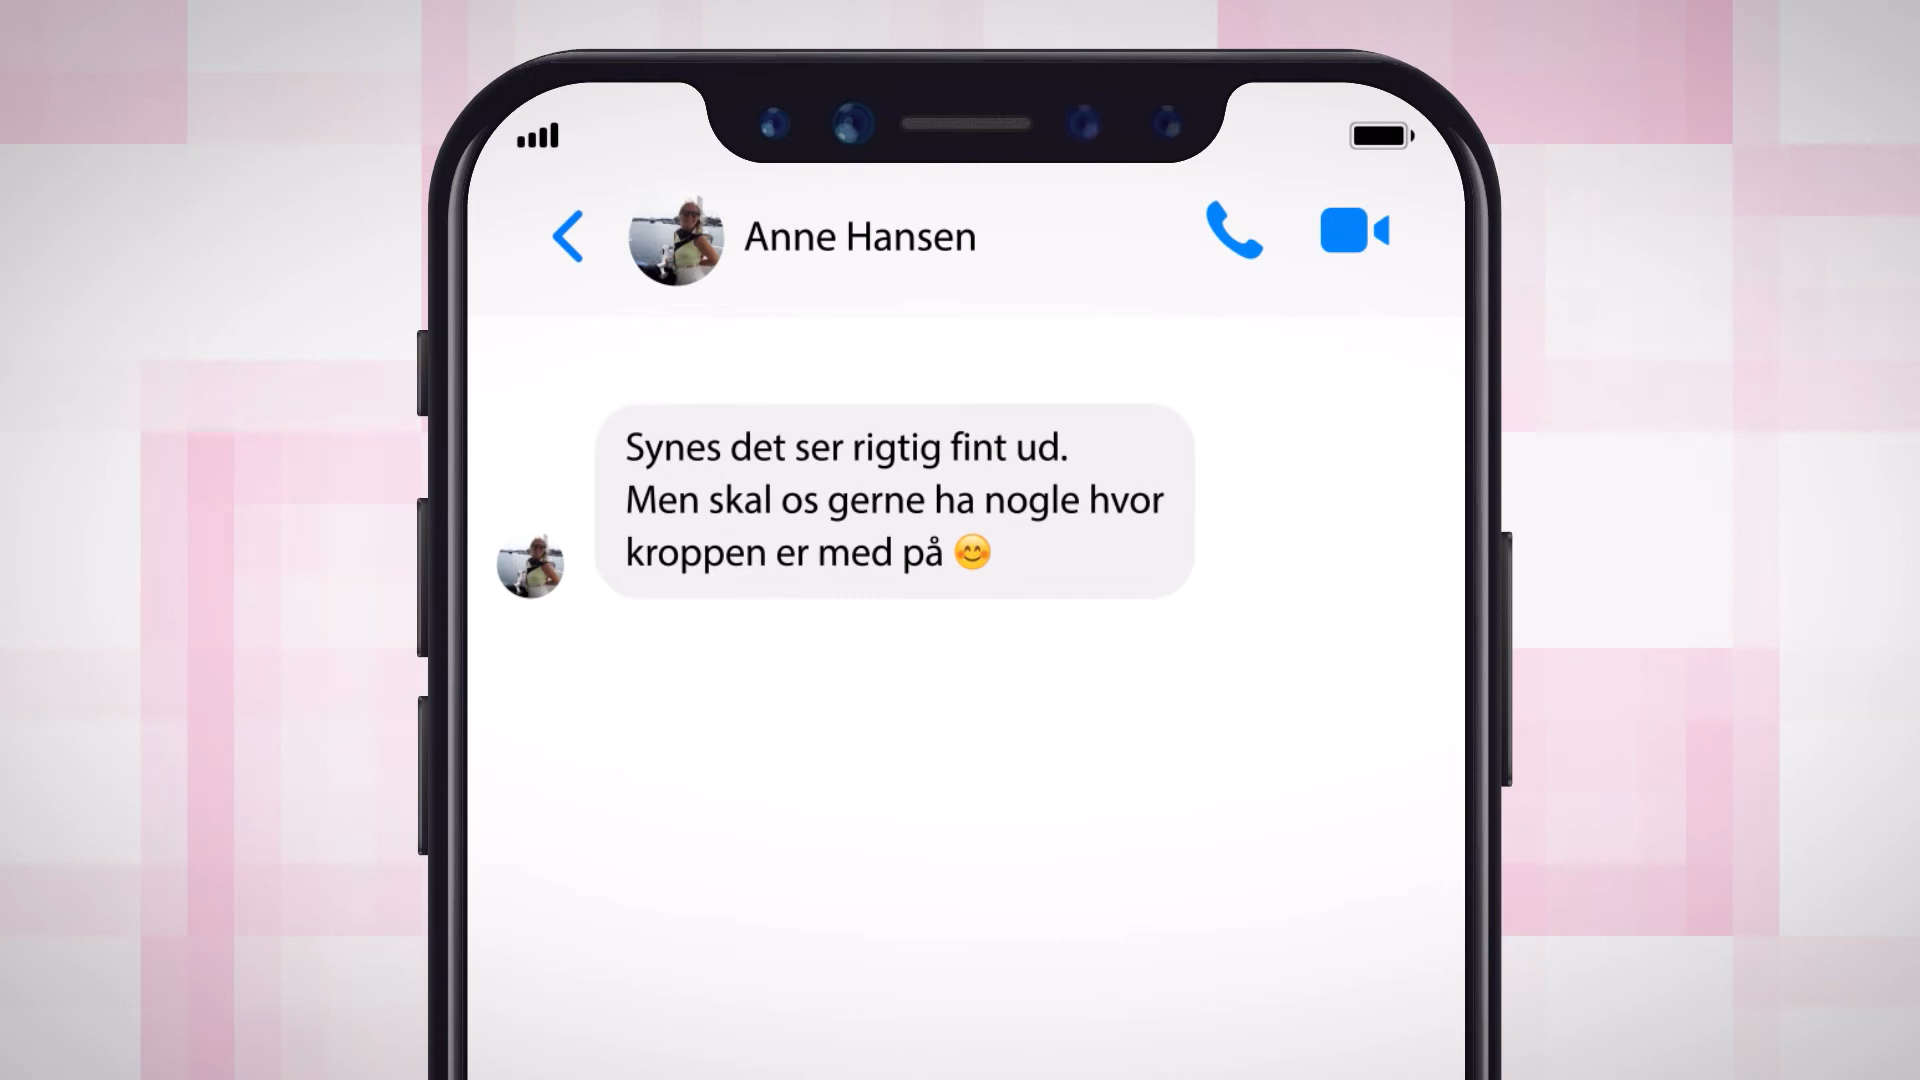 Anne Hansen
Synes det ser rigtig fint ud.
Men skal os gerne ha nogle hvor
kroppen er med på 😊